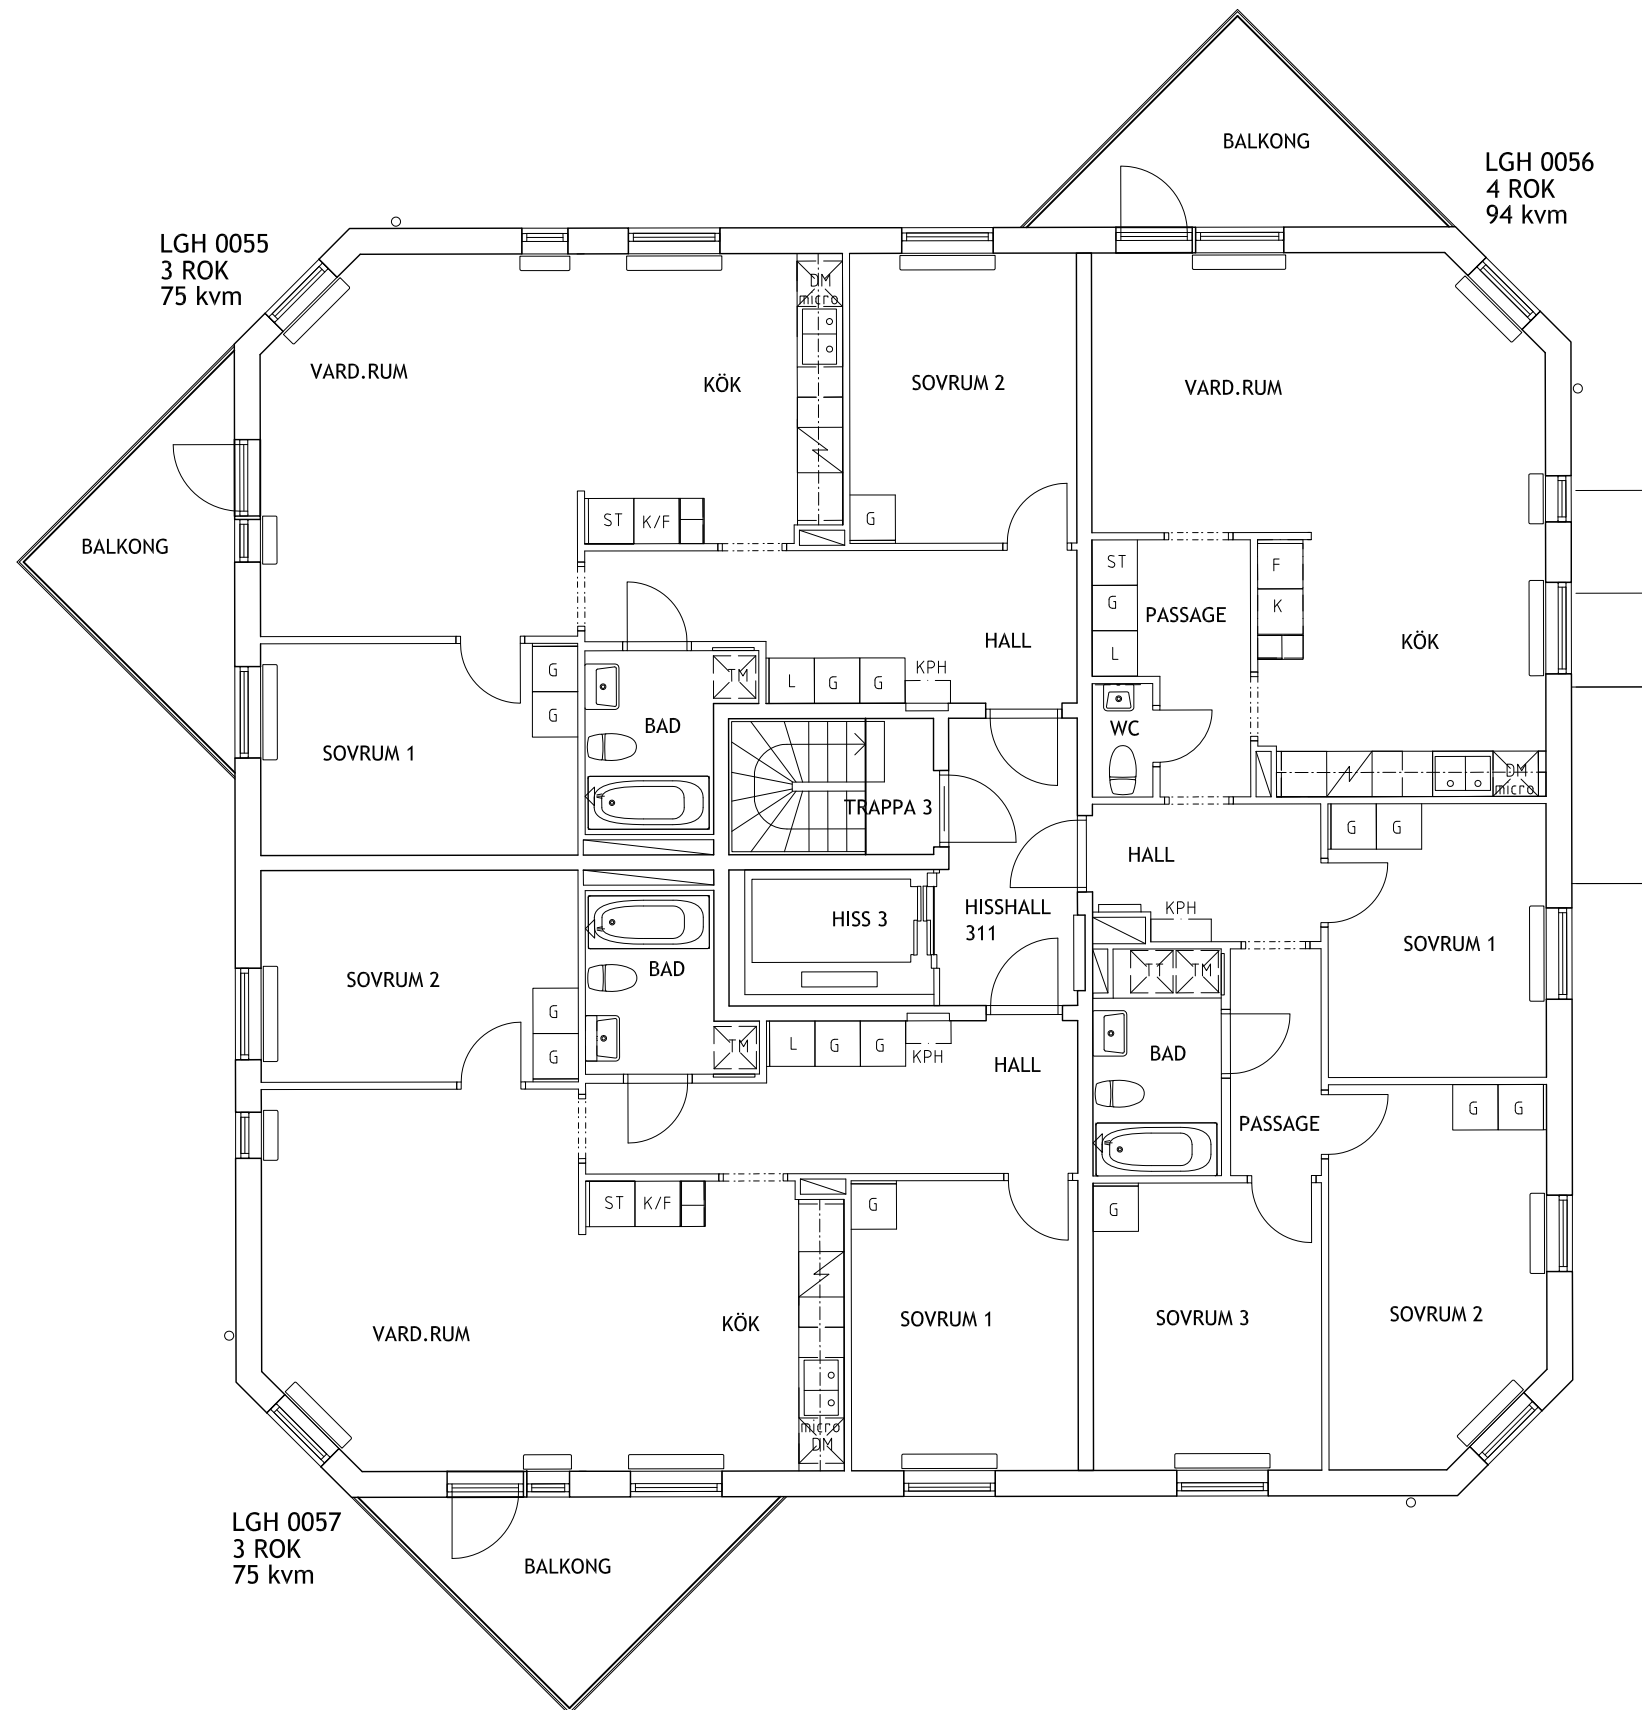 BALKONG
LGH 0056
4 ROK
94 kvm
LGH 0055
3 ROK
75 kvm
DM
micro
VARD.RUM
KÖK
SOVRUM 2
VARD.RUM
ST
K/F
G
BALKONG
ST
F
G
K
PASSAGE
L
HALL
KÖK
G
G
TM
L
G
G
KPH
BAD
WC
SOVRUM 1
DM
micro
TRAPPA 3
G
G
HALL
HISS 3
HISSHALL
311
KPH
SOVRUM 1
BAD
TT
TM
SOVRUM 2
G
G
TM
L
G
G
KPH
HALL
BAD
PASSAGE
G
G
ST
K/F
G
G
VARD.RUM
KÖK
SOVRUM 1
SOVRUM 3
SOVRUM 2
micro
DM
LGH 0057
3 ROK
75 kvm
BALKONG